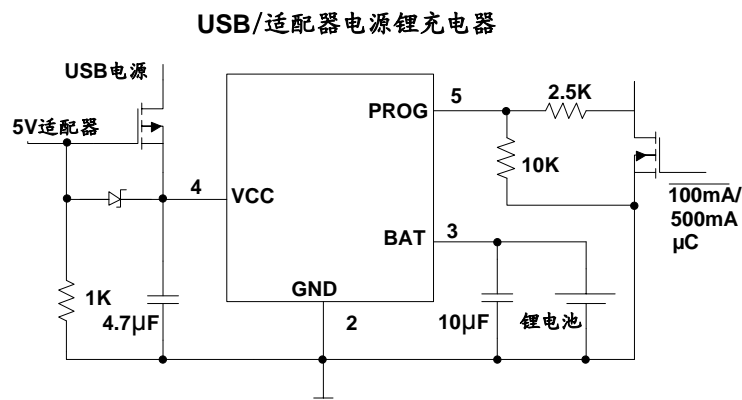 USB/适配器电源锂充电器
USB电源
5V适配器
5
2.5K
PROG
10K
4
VCC
100mA/
500mA
µC
BAT
3
GND
1K
4.7µF
2
10µF
锂电池